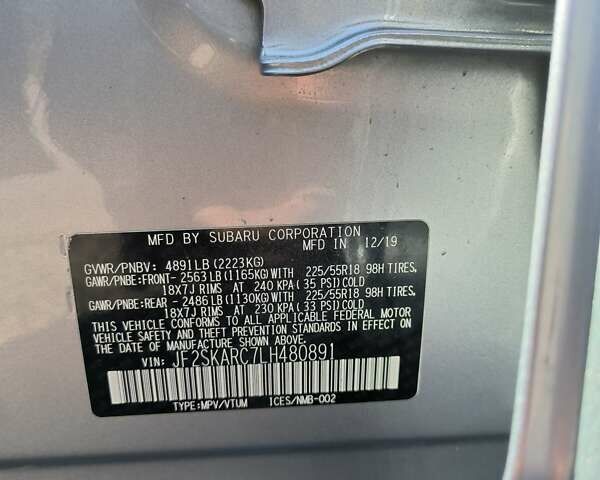 MFD BY SUBARU CORPORATION
MFD IN 12/19
GVWR/PNBV: 4891LB (2223KG)
GAWR/PNBE:FRONT- 2563LB (1165KG) WITH 225/55R18 98H TIRES,
18X7J RIMS AT 240 KPA( 35 PSI) COLD
GAWR/PNBE:REAR - 2486LB (1130KG) WITH 225/55R18 98H TIRES,
18X7J RIMS AT 230 KPA( 33 PSI) COLD
THIS VEHICLE CONFORMS TO ALL APPLICABLE FEDERAL MOTOR
VEHICLE SAFETY AND THEFT PREVENTION STANDARDS IN EFFECT
ON THE DATE OF MANUFACTURE SHOWN ABOVE.
VIN: JF2SKARC7LH480891
TYPE:MPV/VTUM ICES/NMB-002